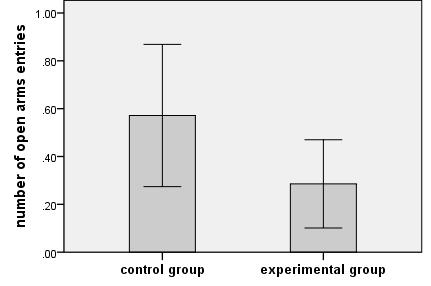 number of open arms entries
1.00
.80
.60
.40
.20
.00
control group
experimental group